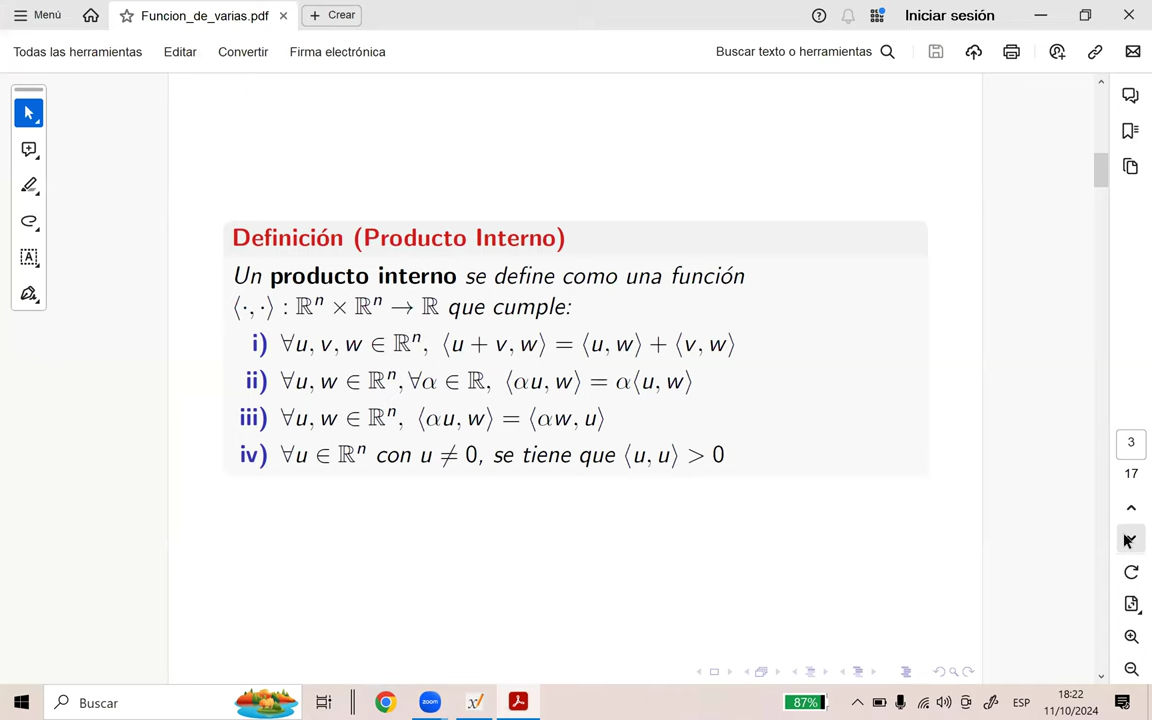 Menú
Funcion_de_varias.pdf
Crear
Iniciar sesión
Todas las herramientas
Editar
Convertir
Firma electrónica
Buscar texto o herramientas
Definición (Producto Interno)
Un producto interno se define como una función
⟨·, ·⟩ : ℝⁿ × ℝⁿ → ℝ que cumple:
i) ∀u, v, w ∈ ℝⁿ, ⟨u + v, w⟩ = ⟨u, w⟩ + ⟨v, w⟩
ii) ∀u, w ∈ ℝⁿ, ∀α ∈ ℝ, ⟨αu, w⟩ = α⟨u, w⟩
iii) ∀u, w ∈ ℝⁿ, ⟨αu, w⟩ = ⟨αw, u⟩
iv) ∀u ∈ ℝⁿ con u ≠ 0, se tiene que ⟨u, u⟩ > 0
3
17
Buscar
zoom
87%
ESP
18:22
11/10/2024